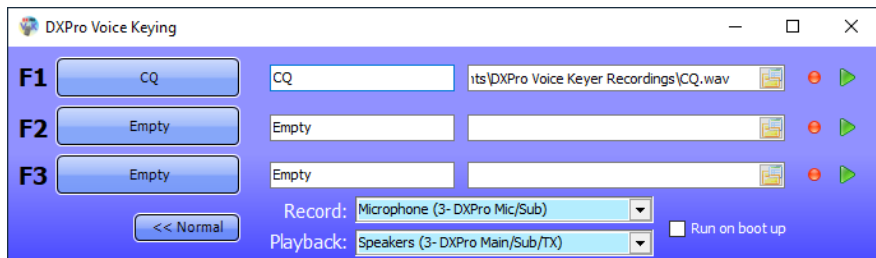 DXPro Voice Keying
F1 CQ CQ nts\DXPro Voice Keyer Recordings\CQ.wav
F2 Empty Empty
F3 Empty Empty
<< Normal
Record: Microphone (3- DXPro Mic/Sub)
Playback: Speakers (3- DXPro Main/Sub/TX)
Run on boot up